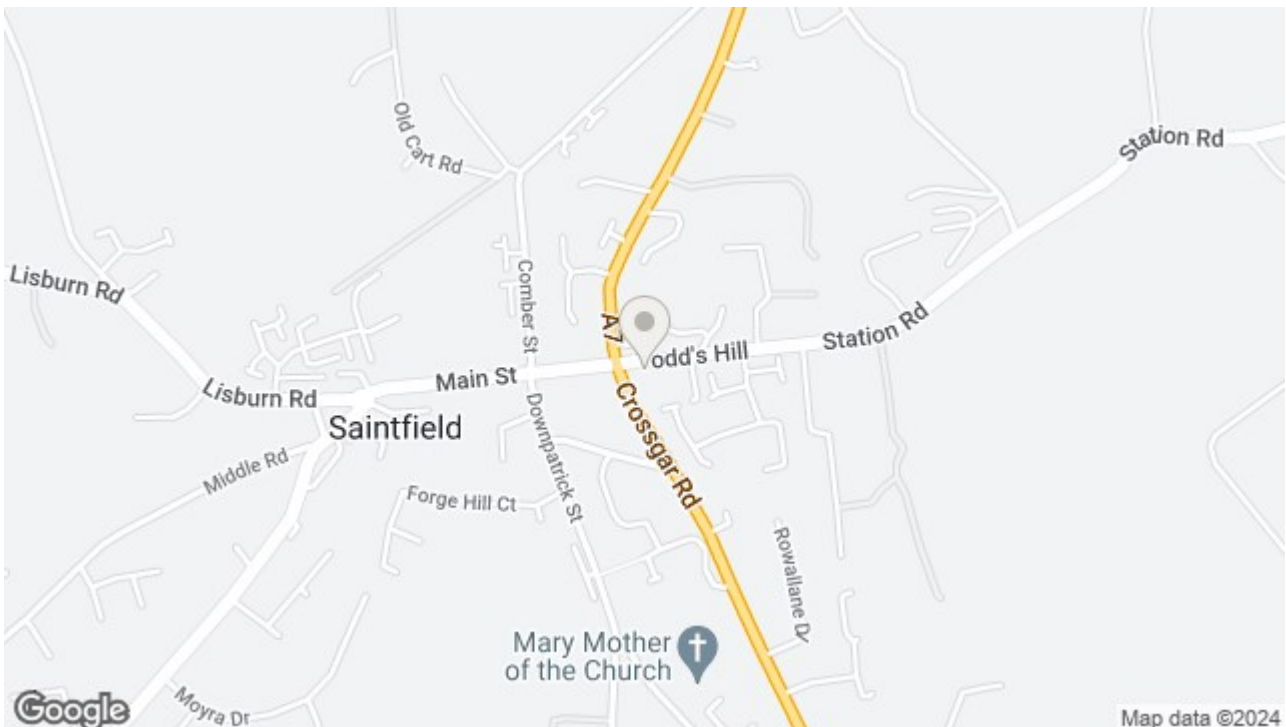 Old Cart Rd
Station Rd
Lisburn Rd
Comber St
A7
odd's Hill
Station Rd
Main St
Lisburn Rd
Saintfield
Crossgar Rd
Downpatrick St
Middle Rd
Forge Hill Ct
Rowallane Dr
Mary Mother
of the Church
Moyra Dr
Google
Map data ©2024